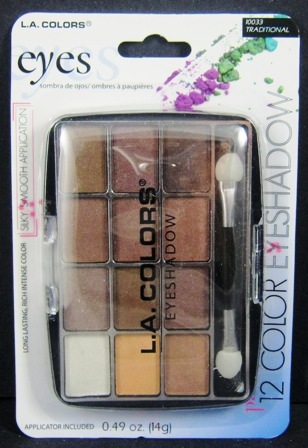 L.A. COLORS®
10033
TRADITIONAL
eyes
sombra de ojos/ ombres à paupières
SILKY SMOOTH APPLICATION
LONG LASTING, RICH INTENSE COLOR
L.A. COLORS®
EYESHADOW
12 COLOR EYESHADOW
APPLICATOR INCLUDED
0.49 oz. (14g)